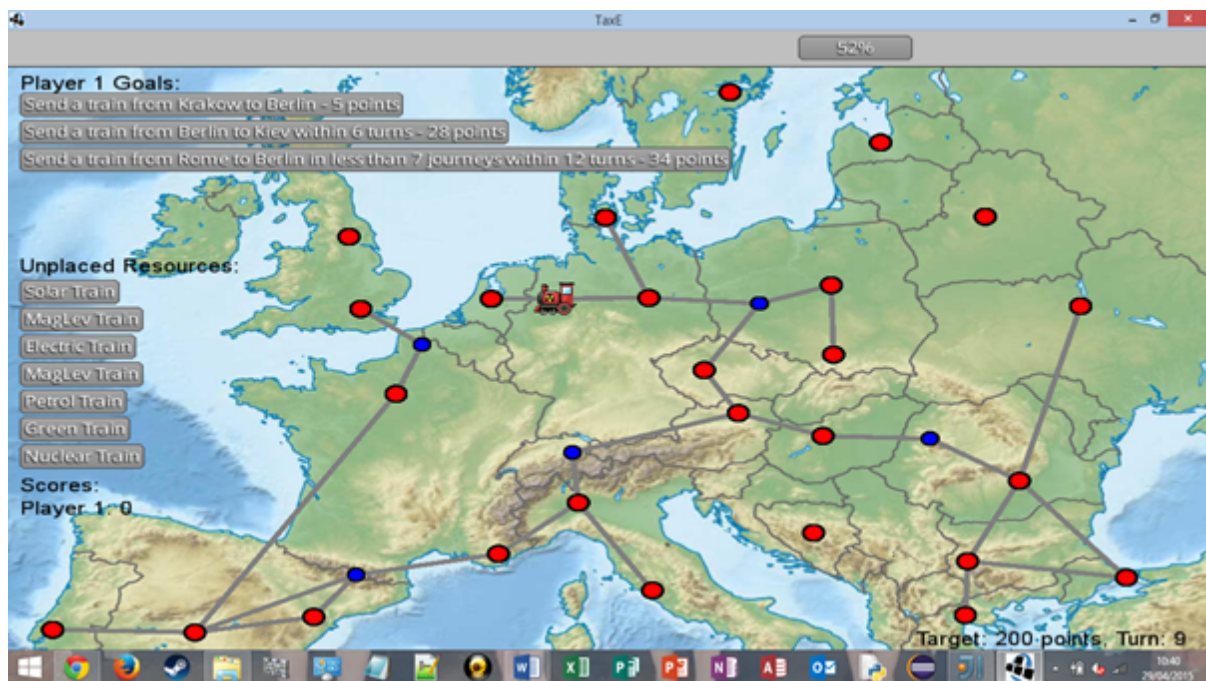 TaxE
52%
Player 1 Goals:
Send a train from Krakow to Berlin - 5 points
Send a train from Berlin to Kiev within 6 turns - 28 points
Send a train from Rome to Berlin in less than 7 journeys within 12 turns - 34 points
Unplaced Resources:
Solar Train
MagLev Train
Electric Train
MagLev Train
Petrol Train
Green Train
Nuclear Train
Scores:
Player 1: 0
Target: 200 points, Turn: 9
10:40
29/04/2015